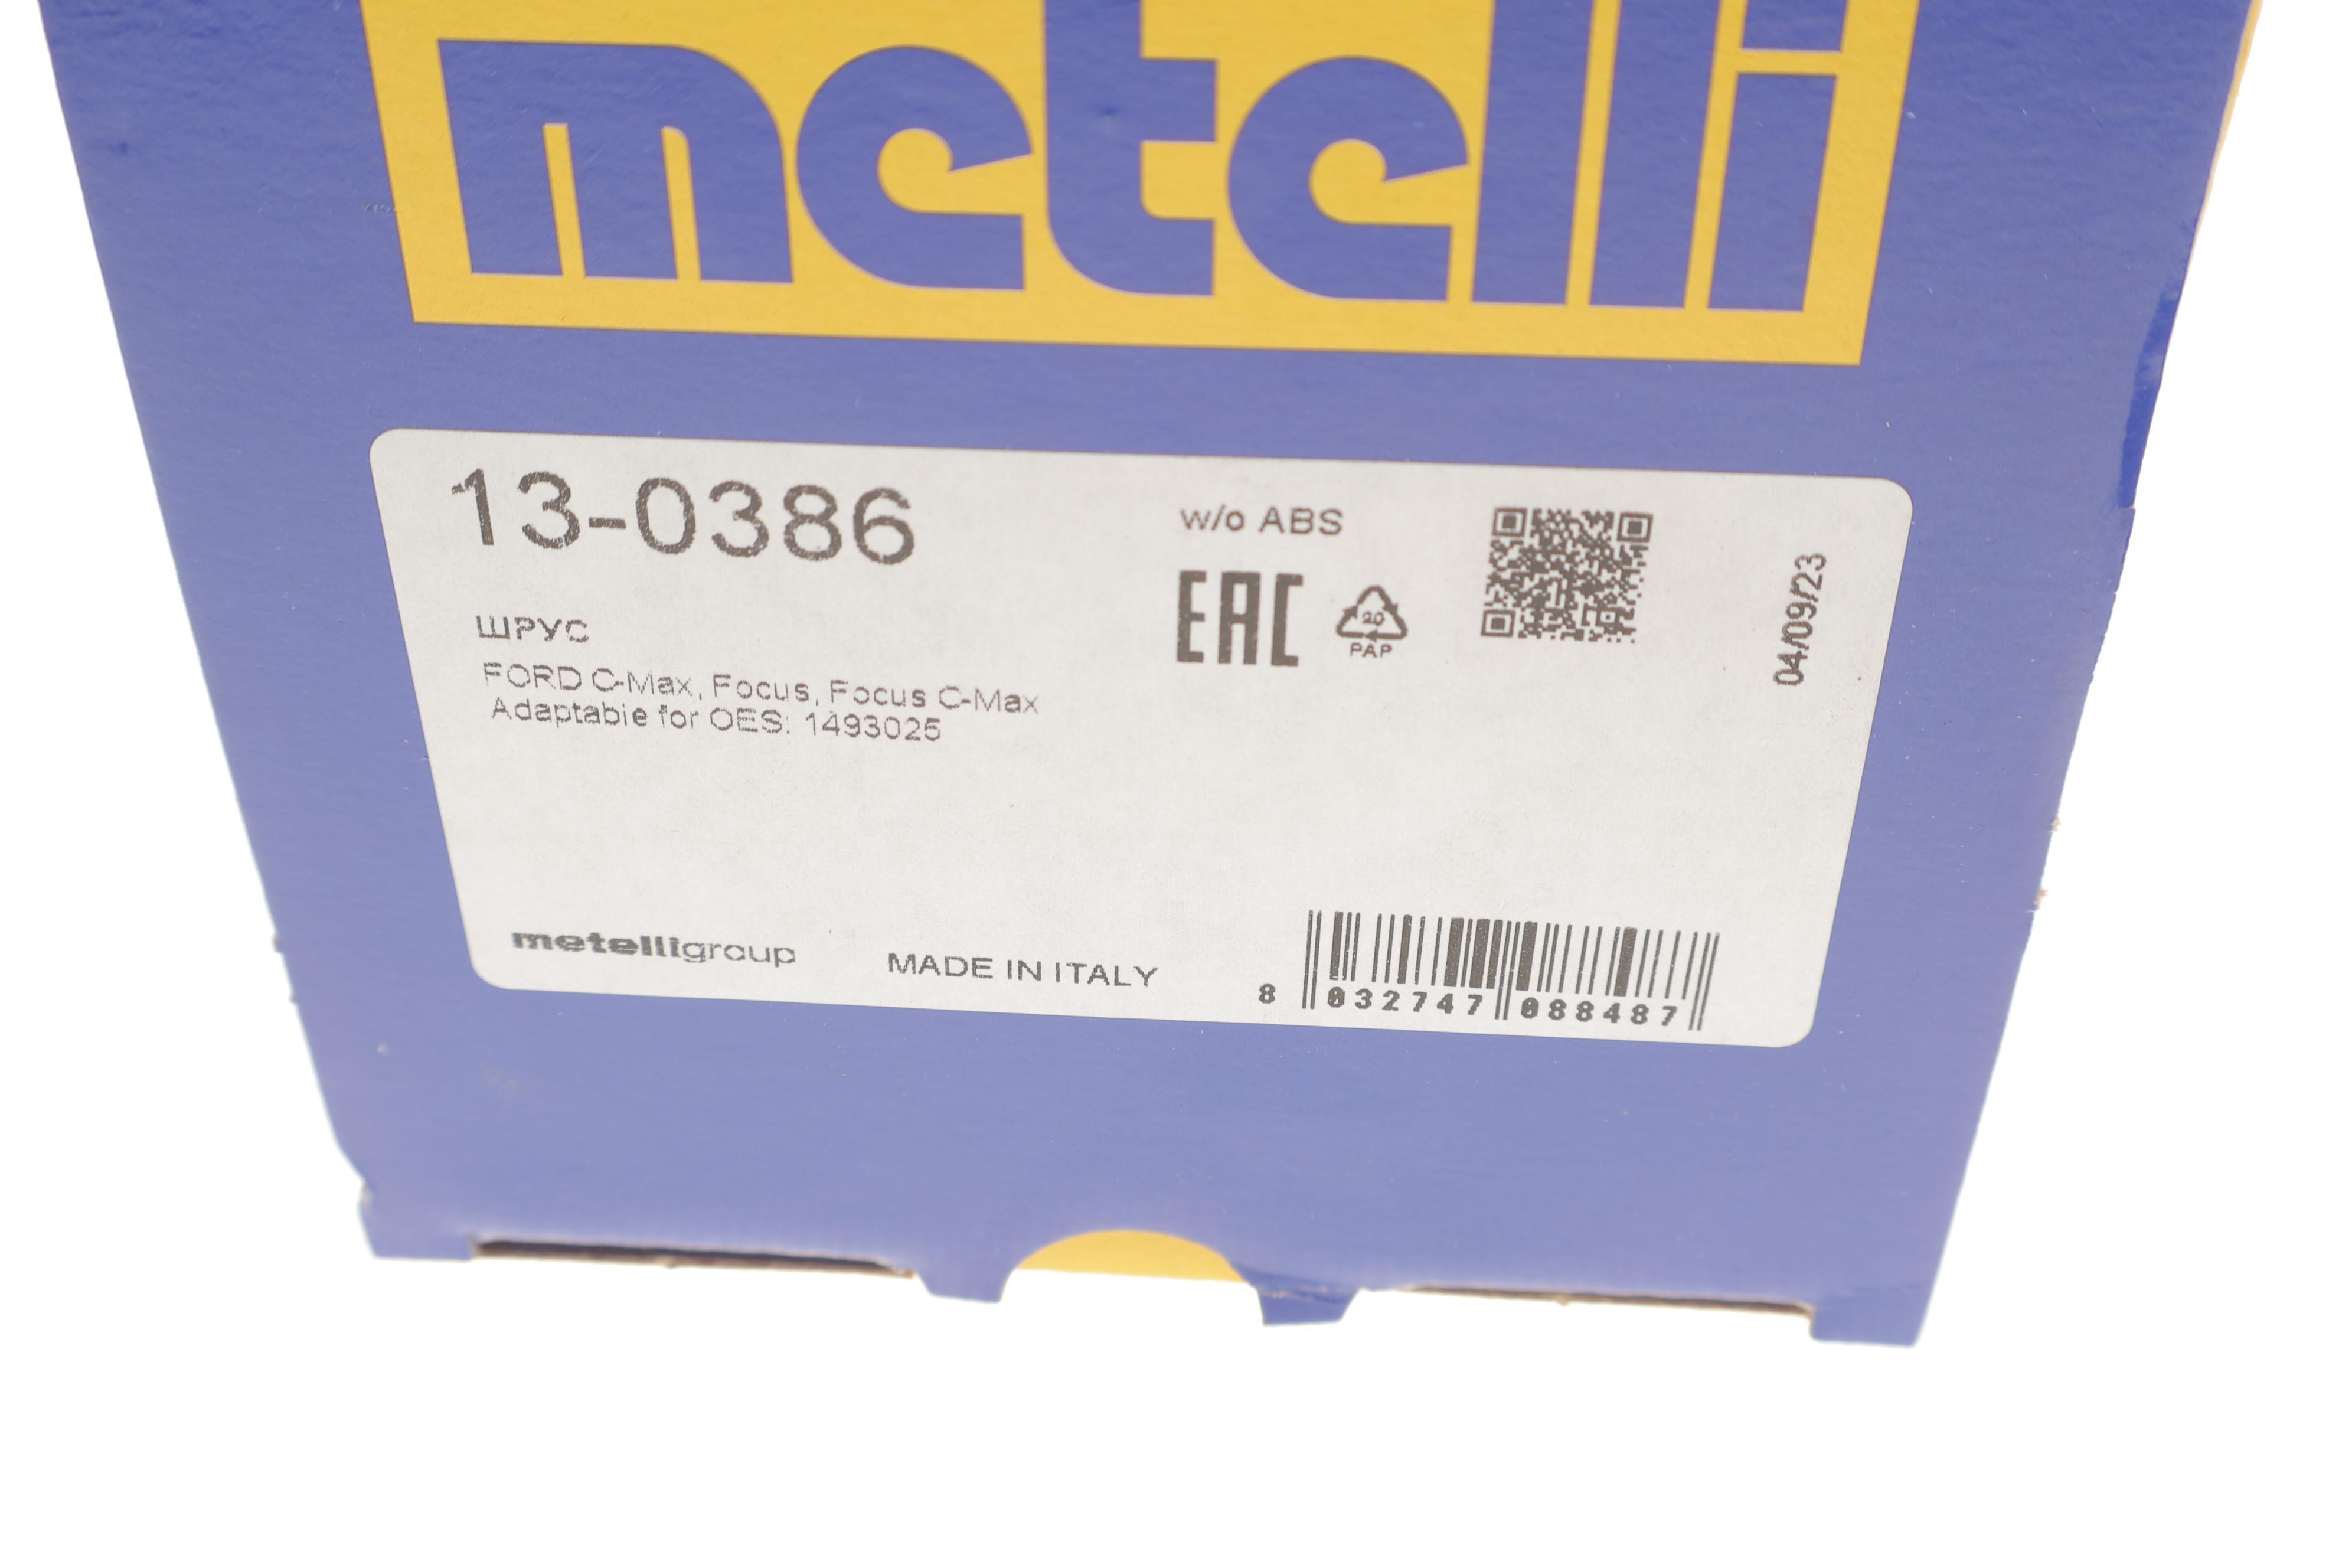 metelli
13-0386
w/o ABS
EAC
20
PAP
04/09/23
ШРУС
FORD C-Max, Focus, Focus C-Max
Adaptable for OES: 1493025
metelligroup
MADE IN ITALY
8 032747 088487